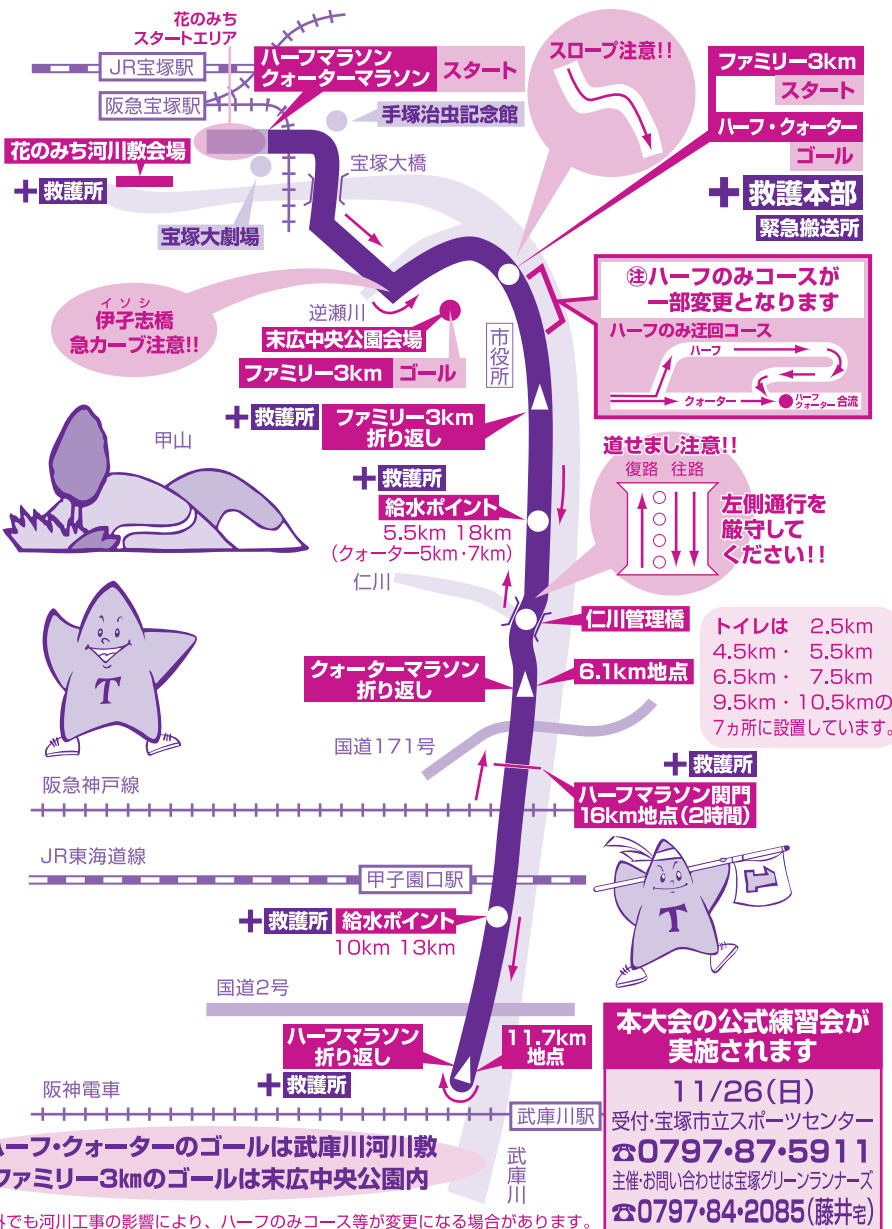 花のみち
スタートエリア
JR宝塚駅
阪急宝塚駅
ハーフマラソン
クォーターマラソン
スタート
手塚治虫記念館
花のみち河川敷会場
救護所
宝塚大橋
宝塚大劇場
スロープ注意!!
ファミリー3km
スタート
ハーフ・クォーター
ゴール
救護本部
緊急搬送所
イソシ
伊子志橋
急カーブ注意!!
逆瀬川
末広中央公園会場
ファミリー3km
ゴール
市役所
注ハーフのみコースが
一部変更となります
ハーフのみ迂回コース
ハーフ
クォーター
ハーフ
クォーター
合流
救護所
ファミリー3km
折り返し
甲山
救護所
給水ポイント
5.5km 18km
(クォーター5km・7km)
道せまし注意!!
復路 往路
左側通行を
厳守して
ください!!
仁川
仁川管理橋
クォーターマラソン
折り返し
6.1km地点
トイレは 2.5km
4.5km・ 5.5km
6.5km・ 7.5km
9.5km・10.5kmの
7ヵ所に設置しています。
T
国道171号
救護所
ハーフマラソン関門
16km地点(2時間)
阪急神戸線
JR東海道線
甲子園口駅
1
T
救護所
給水ポイント
10km 13km
国道2号
ハーフマラソン
折り返し
11.7km
地点
救護所
阪神電車
武庫川駅
武庫川
本大会の公式練習会が
実施されます
11/26(日)
受付・宝塚市立スポーツセンター
☎0797・87・5911
主催・お問い合わせは宝塚グリーンランナーズ
☎0797・84・2085(藤井宅)
ハーフ・クォーターのゴールは武庫川河川敷
ファミリー3kmのゴールは末広中央公園内
外でも河川工事の影響により、ハーフのみコース等が変更になる場合があります。